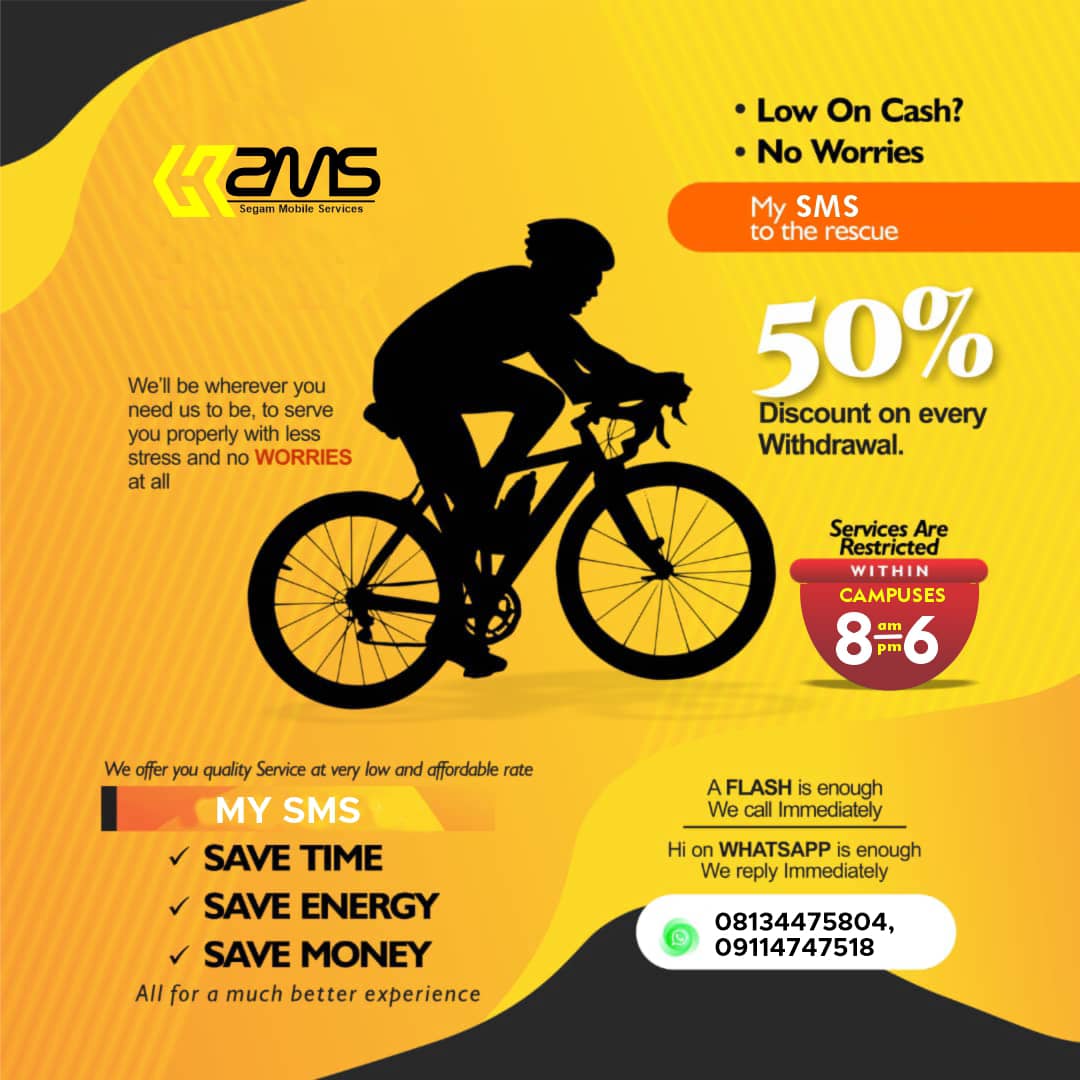 SMS
Segam Mobile Services
• Low On Cash?
• No Worries
My SMS
to the rescue
50%
Discount on every
Withdrawal.
We'll be wherever you
need us to be, to serve
you properly with less
stress and no WORRIES
at all
Services Are
Restricted
WITHIN
CAMPUSES
8 am – pm 6
We offer you quality Service at very low and affordable rate
MY SMS
✓ SAVE TIME
✓ SAVE ENERGY
✓ SAVE MONEY
All for a much better experience
A FLASH is enough
We call Immediately
Hi on WHATSAPP is enough
We reply Immediately
08134475804,
09114747518